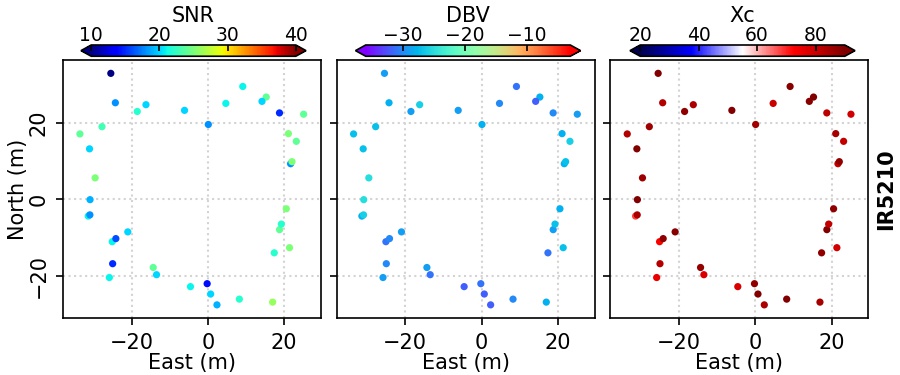 SNR DBV Xc
10 20 30 40 −30 −20 −10 20 40 60 80
20
0
−20
North (m)
−20 0 20 −20 0 20 −20 0 20
East (m) East (m) East (m)
IR5210